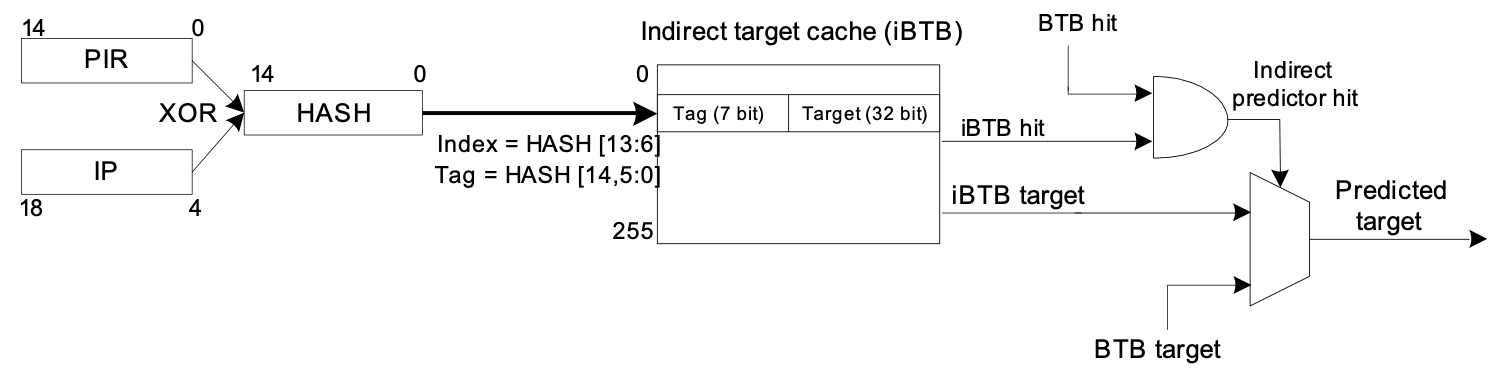 14 0
PIR
XOR
IP
18 4
14 0
HASH
Index = HASH [13:6]
Tag = HASH [14,5:0]
Indirect target cache (iBTB)
0
Tag (7 bit) Target (32 bit)
255
BTB hit
iBTB hit
Indirect
predictor hit
iBTB target
BTB target
Predicted
target